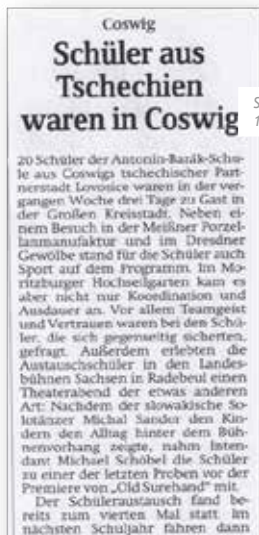 Coswig
Schüler aus
Tschechien
waren in Coswig
S
1
20 Schüler der Antonin-Barák-Schu-
le aus Coswigs tschechischer Part-
nerstadt Lovosice waren in der ver-
gangen Woche drei Tage zu Gast in
der Großen Kreisstadt. Neben ei-
nem Besuch in der Meißner Porzel-
lanmanufaktur und im Dresdner
Gewölbe stand für die Schüler auch
Sport auf dem Programm. Im Mo-
ritzburger Hochseilgarten kam es
aber nicht nur Koordination und
Ausdauer an. Vor allem Teamgeist
und Vertrauen waren bei den Schü-
ler, die sich gegenseitig sicherten,
gefragt. Außerdem erlebten die
Austauschschüler in den Landes-
bühnen Sachsen in Radebeul einen
Theaterabend der etwas anderen
Art: Nachdem der slowakische So-
lotänzer Michal Sandor den Kin-
dern den Alltag hinter dem Büh-
nenvorhang zeigte, nahm Inten-
dant Michael Schöbel die Schüler
zu einer der letzten Proben vor der
Premiere von „Old Surehand“ mit.
Der Schüleraustausch fand be-
reits zum vierten Mal statt. Im
nächsten Schuljahr fahren dann